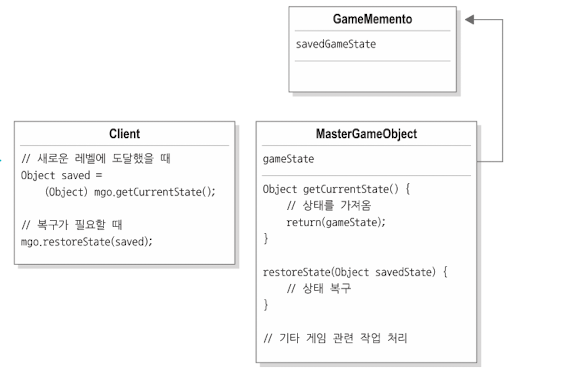 GameMemento
savedGameState
Client
// 새로운 레벨에 도달했을 때
Object saved =
(Object) mgo.getCurrentState();
// 복구가 필요할 때
mgo.restoreState(saved);
MasterGameObject
gameState
Object getCurrentState() {
// 상태를 가져옴
return(gameState);
}
restoreState(Object savedState) {
// 상태 복구
}
// 기타 게임 관련 작업 처리